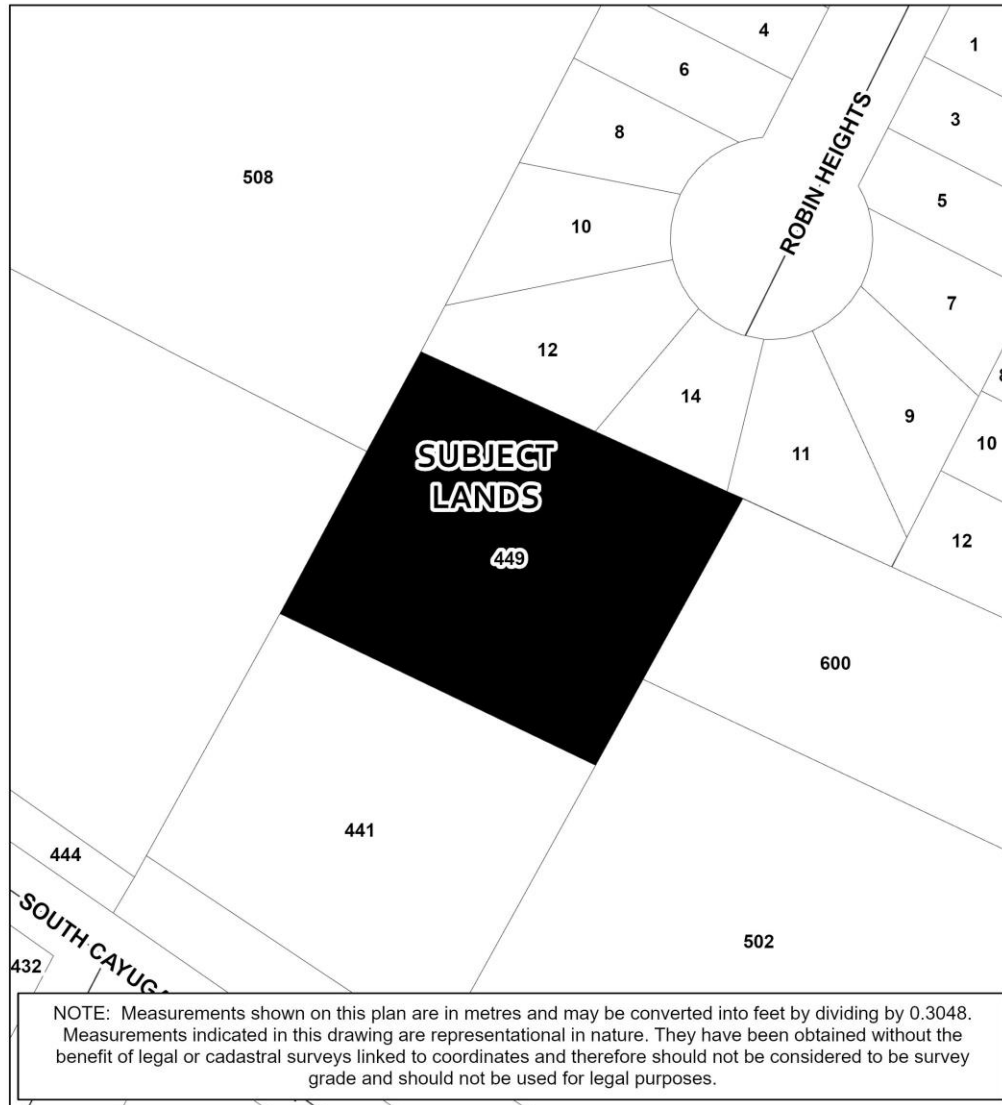 4
1
6
3
8
508
5
10
ROBIN HEIGHTS
7
12
14
9
10
11
SUBJECT
LANDS
449
12
600
441
444
SOUTH CAYUGA
502
432
NOTE: Measurements shown on this plan are in metres and may be converted into feet by dividing by 0.3048.
Measurements indicated in this drawing are representational in nature. They have been obtained without the
benefit of legal or cadastral surveys linked to coordinates and therefore should not be considered to be survey
grade and should not be used for legal purposes.